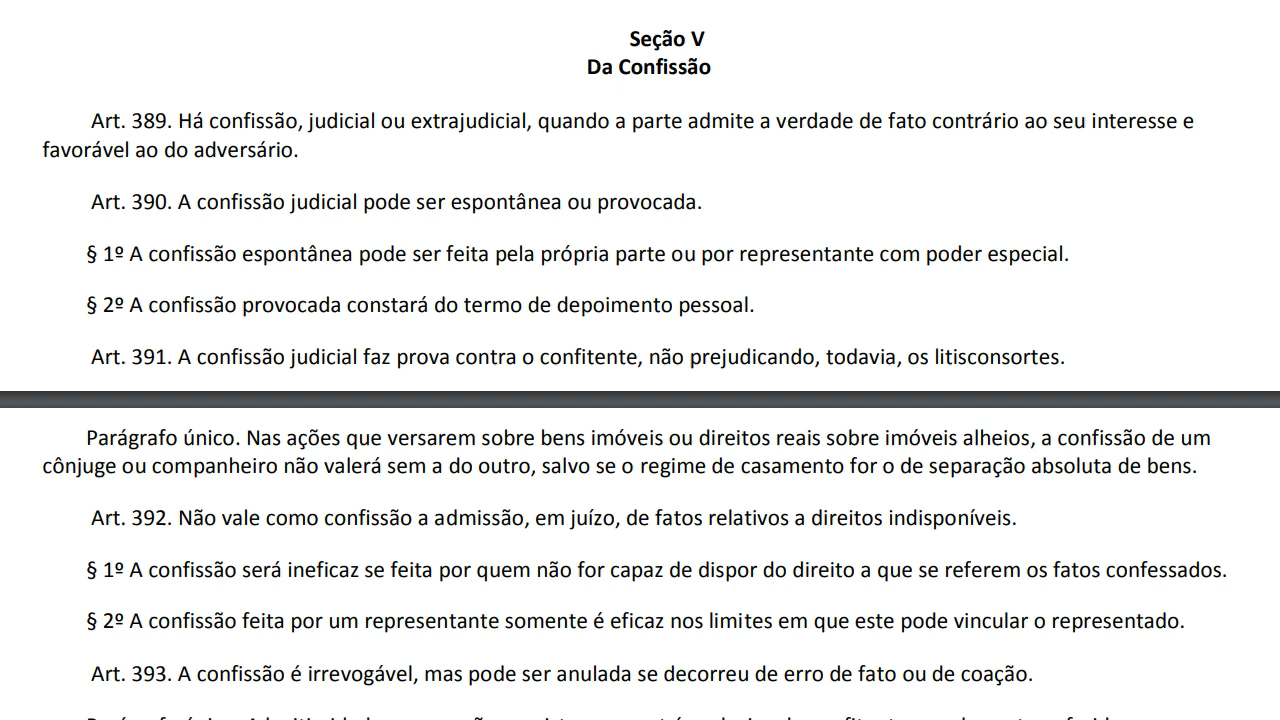 Seção V
Da Confissão
Art. 389. Há confissão, judicial ou extrajudicial, quando a parte admite a verdade de fato contrário ao seu interesse e
favorável ao do adversário.
Art. 390. A confissão judicial pode ser espontânea ou provocada.
§ 1º A confissão espontânea pode ser feita pela própria parte ou por representante com poder especial.
§ 2º A confissão provocada constará do termo de depoimento pessoal.
Art. 391. A confissão judicial faz prova contra o confitente, não prejudicando, todavia, os litisconsortes.
Parágrafo único. Nas ações que versarem sobre bens imóveis ou direitos reais sobre imóveis alheios, a confissão de um
cônjuge ou companheiro não valerá sem a do outro, salvo se o regime de casamento for o de separação absoluta de bens.
Art. 392. Não vale como confissão a admissão, em juízo, de fatos relativos a direitos indisponíveis.
§ 1º A confissão será ineficaz se feita por quem não for capaz de dispor do direito a que se referem os fatos confessados.
§ 2º A confissão feita por um representante somente é eficaz nos limites em que este pode vincular o representado.
Art. 393. A confissão é irrevogável, mas pode ser anulada se decorreu de erro de fato ou de coação.